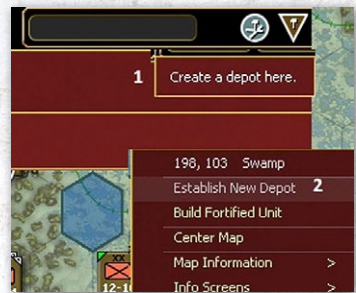 1 Create a depot here.
198, 103 Swamp
Establish New Depot 2
Build Fortified Unit
Center Map
Map Information >
Info Screens >
XX